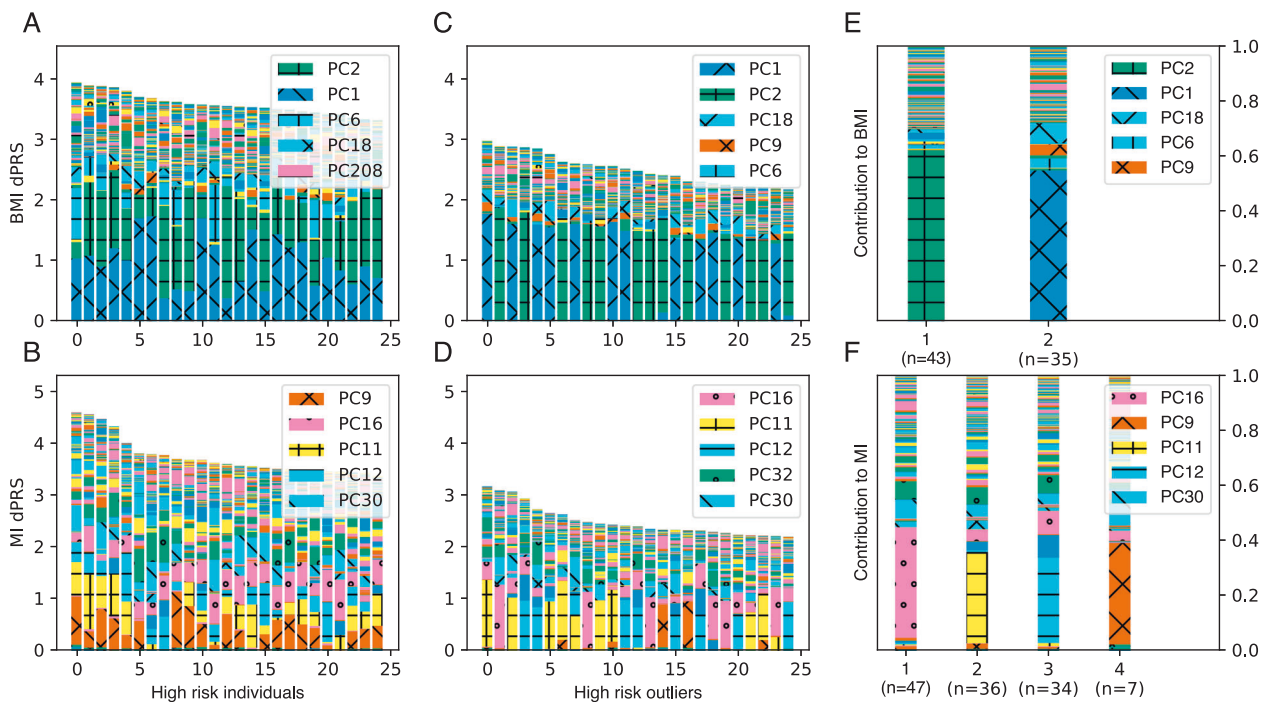 A
BMI dPRS
4
3
2
1
0
0 5 10 15 20 25
PC2
PC1
PC6
PC18
PC208
C
4
3
2
1
0
0 5 10 15 20 25
PC1
PC2
PC18
PC9
PC6
E
Contribution to BMI
1.0
0.8
0.6
0.4
0.2
0.0
PC2
PC1
PC18
PC6
PC9
1 2
(n=43) (n=35)
B
MI dPRS
5
4
3
2
1
0
0 5 10 15 20 25
High risk individuals
PC9
PC16
PC11
PC12
PC30
D
5
4
3
2
1
0
0 5 10 15 20 25
High risk outliers
PC16
PC11
PC12
PC32
PC30
F
Contribution to MI
1.0
0.8
0.6
0.4
0.2
0.0
PC16
PC9
PC11
PC12
PC30
1 2 3 4
(n=47) (n=36) (n=34) (n=7)